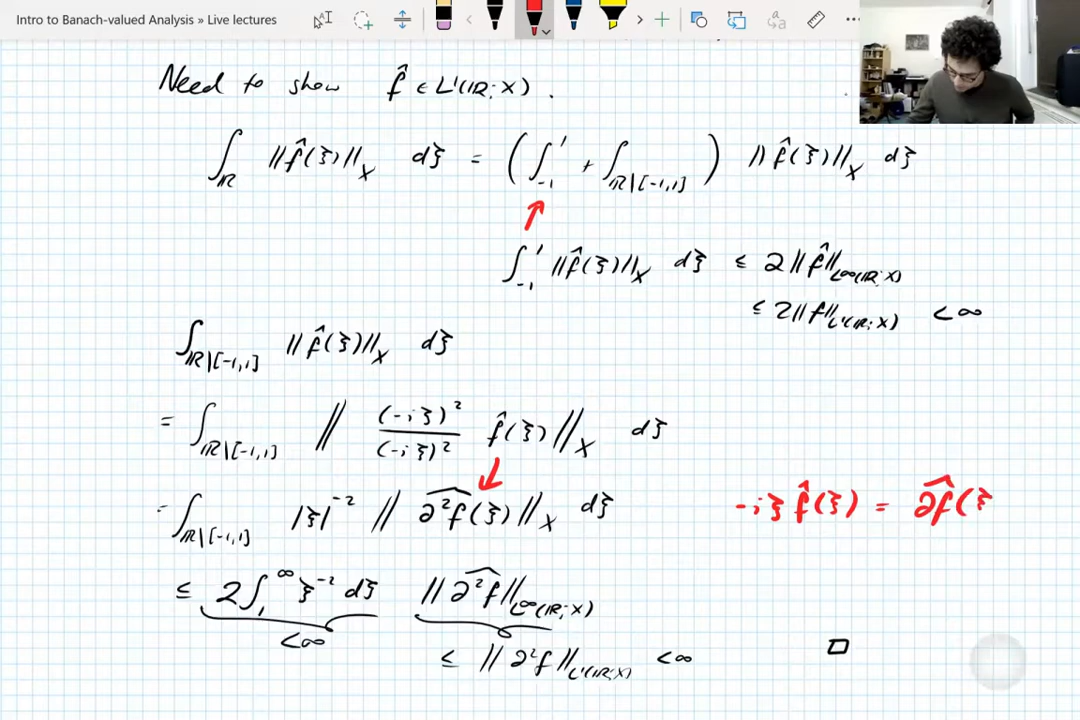 Intro to Banach-valued Analysis » Live lectures
Need to show f̂ ∈ L¹(ℝ; X).
∫_ℝ ‖f̂(ξ)‖_X dξ = (∫_{-1}^1 + ∫_{ℝ\[-1,1]}) ‖f̂(ξ)‖_X dξ
∫_{-1}^1 ‖f̂(ξ)‖_X dξ ≤ 2‖f̂‖_{L^∞(ℝ; X)}
≤ 2‖f‖_{L¹(ℝ; X)} < ∞
∫_{ℝ\[-1,1]} ‖f̂(ξ)‖_X dξ
= ∫_{ℝ\[-1,1]} ‖ (-iξ)² / (-iξ)² f̂(ξ)‖_X dξ
= ∫_{ℝ\[-1,1]} |ξ|^{-2} ‖\widehat{∂²f}(ξ)‖_X dξ
-iξ f̂(ξ) = \widehat{∂f}(ξ
≤ 2∫_1^∞ ξ^{-2} dξ ‖\widehat{∂²f}‖_{L^∞(ℝ; X)}
< ∞
≤ ‖∂²f‖_{L¹(ℝ; X)} < ∞ □